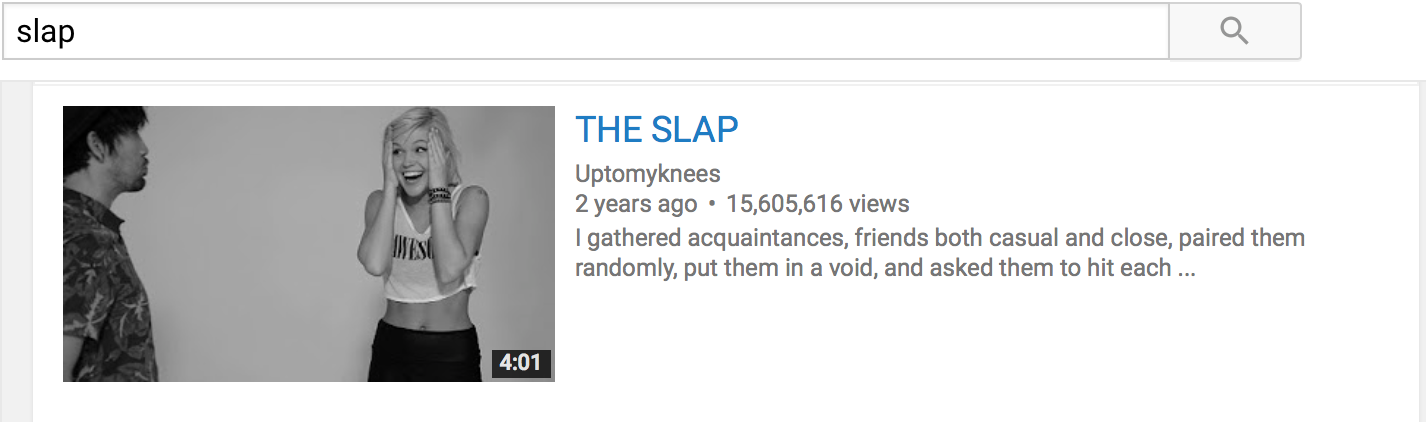 slap
THE SLAP
Uptomyknees
2 years ago • 15,605,616 views
I gathered acquaintances, friends both casual and close, paired them
randomly, put them in a void, and asked them to hit each ...
AWESO
4:01